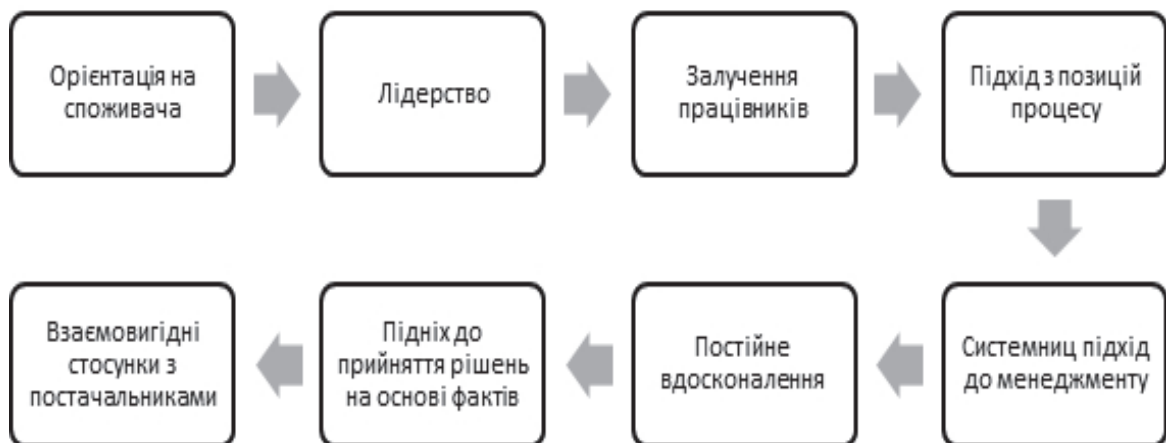 Орієнтація на
споживача
Лідерство
Залучення
працівників
Підхід з позицій
процесу
Системниц підхід
до менеджменту
Постійне
вдосконалення
Підніх до
прийняття рішень
на основі фактів
Взаємовигідні
стосунки з
постачальниками